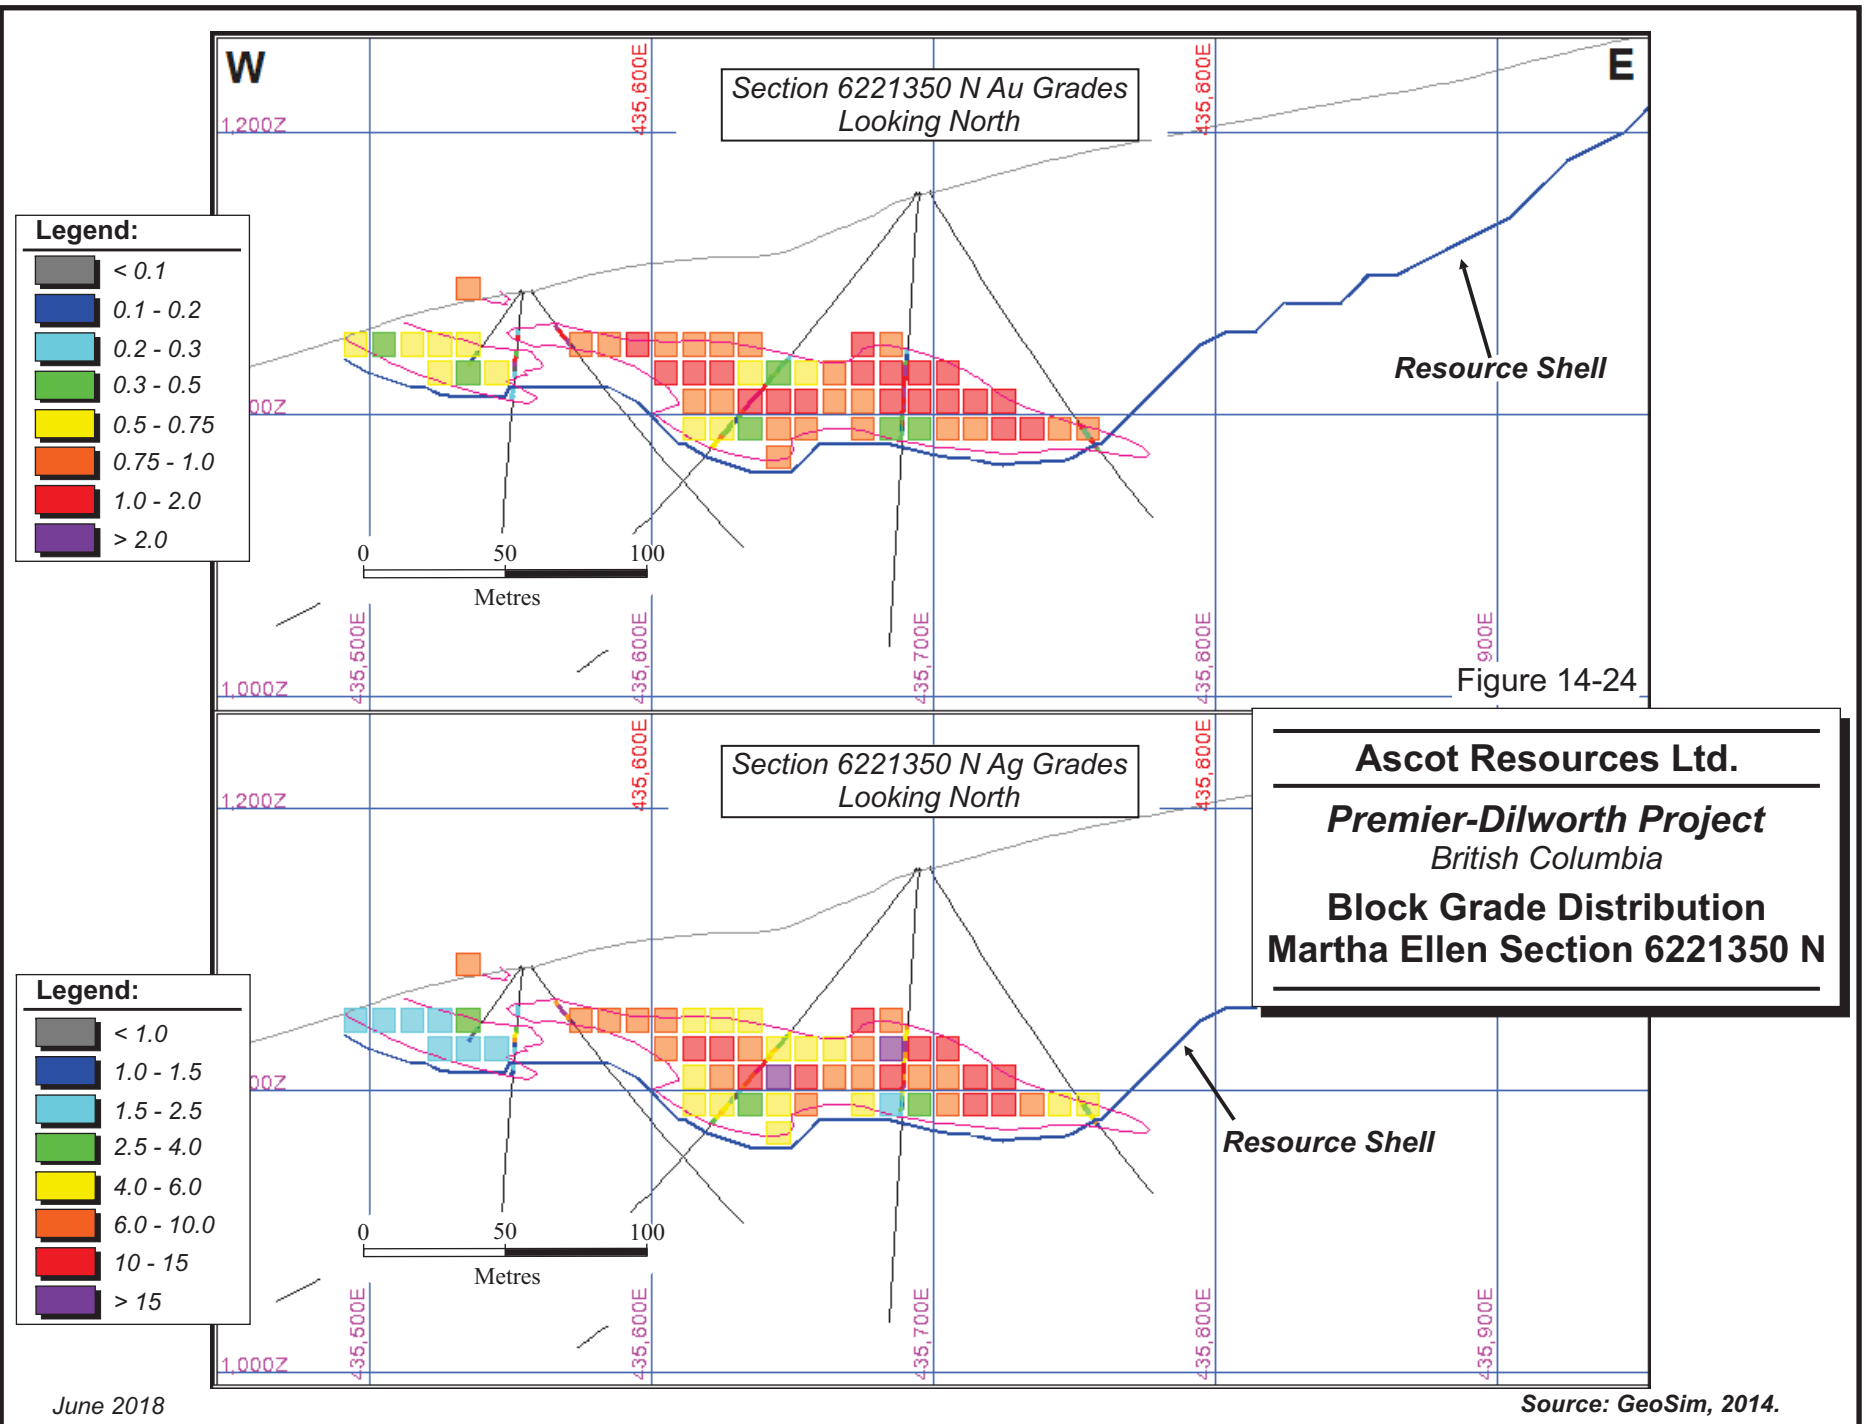 W
E
435,600E
435,800E
Section 6221350 N Au Grades
Looking North
1,200Z
Legend:
< 0.1
0.1 - 0.2
0.2 - 0.3
0.3 - 0.5
0.5 - 0.75
0.75 - 1.0
1.0 - 2.0
> 2.0
Resource Shell
00Z
0 50 100
Metres
435,500E
435,600E
435,700E
435,800E
900E
1,000Z
Figure 14-24
435,600E
435,800E
Section 6221350 N Ag Grades
Looking North
1,200Z
Ascot Resources Ltd.
Premier-Dilworth Project
British Columbia
Block Grade Distribution
Martha Ellen Section 6221350 N
Legend:
< 1.0
1.0 - 1.5
1.5 - 2.5
2.5 - 4.0
4.0 - 6.0
6.0 - 10.0
10 - 15
> 15
00Z
Resource Shell
0 50 100
Metres
435,500E
435,600E
435,700E
435,800E
435,900E
1,000Z
June 2018
Source: GeoSim, 2014.